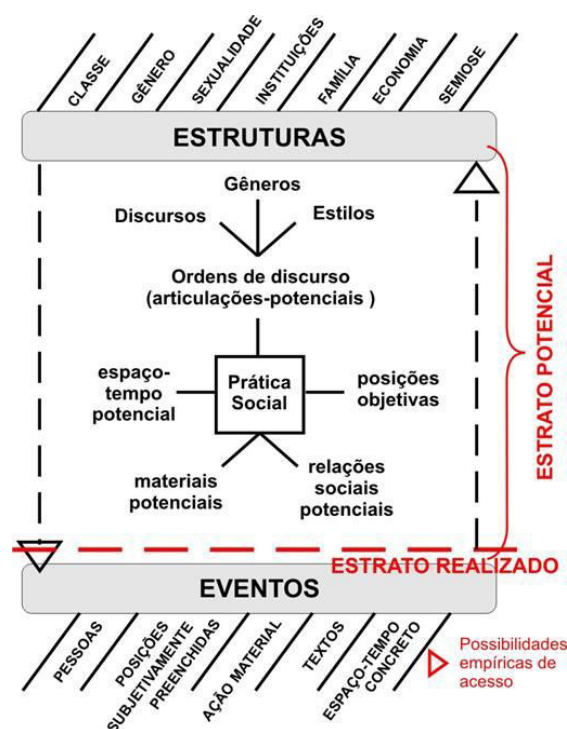 CLASSE
GÊNERO
SEXUALIDADE
INSTITUIÇÕES
FAMÍLIA
ECONOMIA
SEMIOSE
ESTRUTURAS
Gêneros
Discursos
Estilos
Ordens de discurso
(articulações-potenciais )
espaço-
tempo
potencial
Prática
Social
posições
objetivas
materiais
potenciais
relações
sociais
potenciais
ESTRATO POTENCIAL
ESTRATO REALIZADO
EVENTOS
PESSOAS
POSIÇÕES
SUBJETIVAMENTE
PREENCHIDAS
AÇÃO MATERIAL
TEXTOS
ESPAÇO-TEMPO
CONCRETO
Possibilidades
empíricas de
acesso